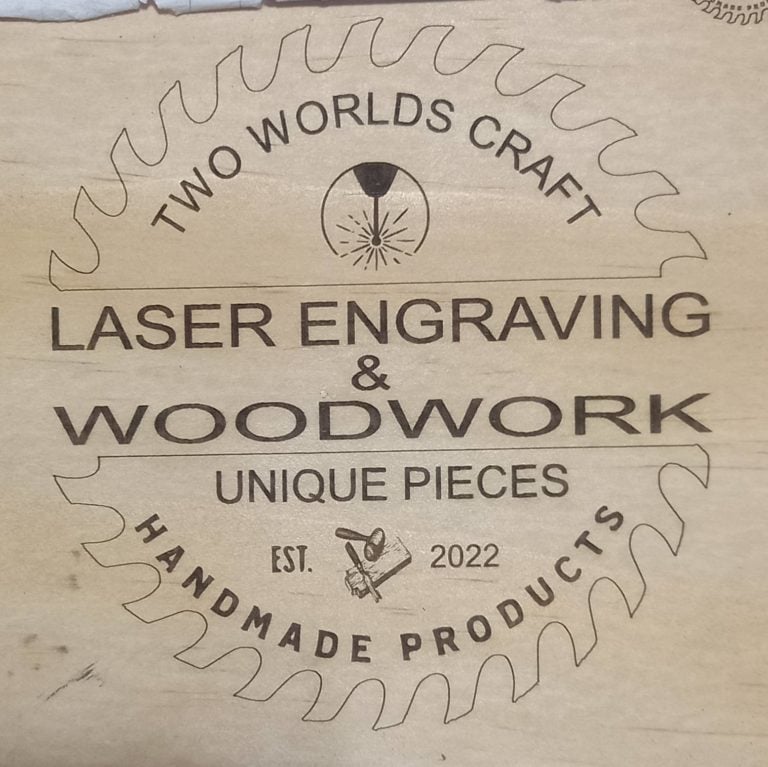 TWO WORLDS CRAFT
LASER ENGRAVING
&
WOODWORK
UNIQUE PIECES
EST. 2022
HANDMADE PRODUCTS